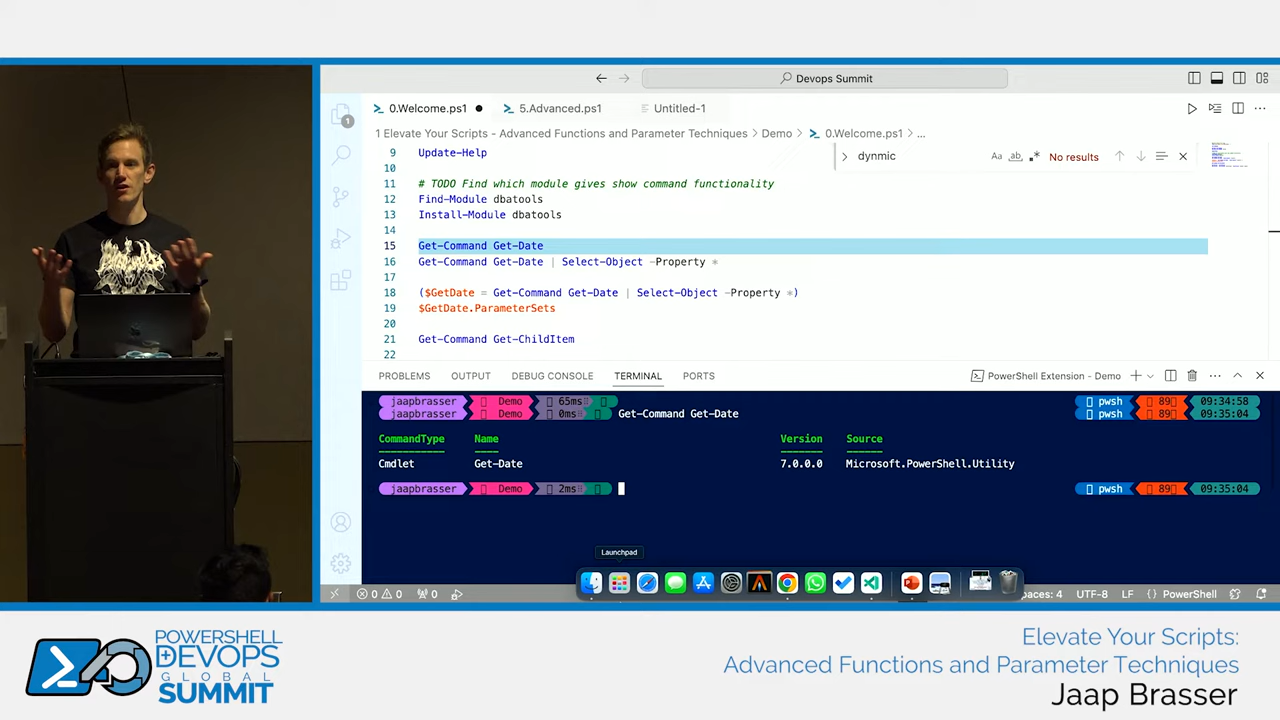 Devops Summit
0.Welcome.ps1
5.Advanced.ps1
Untitled-1
1 Elevate Your Scripts - Advanced Functions and Parameter Techniques > Demo > 0.Welcome.ps1 > ...
dynmic
Aa
ab
No results
1
9 Update-Help
10
11 # TODO Find which module gives show command functionality
12 Find-Module dbatools
13 Install-Module dbatools
14
15 Get-Command Get-Date
16 Get-Command Get-Date | Select-Object -Property *
17
18 ($GetDate = Get-Command Get-Date | Select-Object -Property *)
19 $GetDate.ParameterSets
20
21 Get-Command Get-ChildItem
22
PROBLEMS OUTPUT DEBUG CONSOLE TERMINAL PORTS
PowerShell Extension - Demo
jaapbrasser Demo 65ms pwsh 89 09:34:58
jaapbrasser Demo 0ms Get-Command Get-Date pwsh 89 09:35:04
CommandType Name Version Source
Cmdlet Get-Date 7.0.0.0 Microsoft.PowerShell.Utility
jaapbrasser Demo 2ms pwsh 89 09:35:04
Launchpad
0 0 0 paces: 4 UTF-8 LF {} PowerShell
POWERSHELL
DEVOPS
GLOBAL
SUMMIT
Elevate Your Scripts:
Advanced Functions and Parameter Techniques
Jaap Brasser